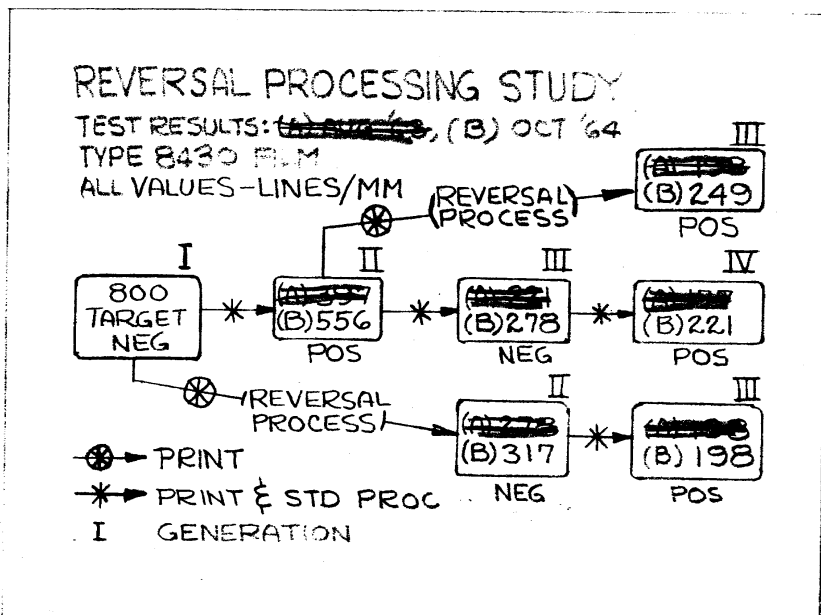 REVERSAL PROCESSING STUDY
TEST RESULTS: (B) OCT '64
TYPE 8430 FILM
ALL VALUES-LINES/MM
III
(B) 249
POS
(REVERSAL
PROCESS)
I
800
TARGET
NEG
II
(B) 556
POS
III
(B) 278
NEG
IV
(B) 221
POS
REVERSAL
PROCESS
II
(B) 317
NEG
III
(B) 198
POS
PRINT
PRINT & STD PROC
I GENERATION